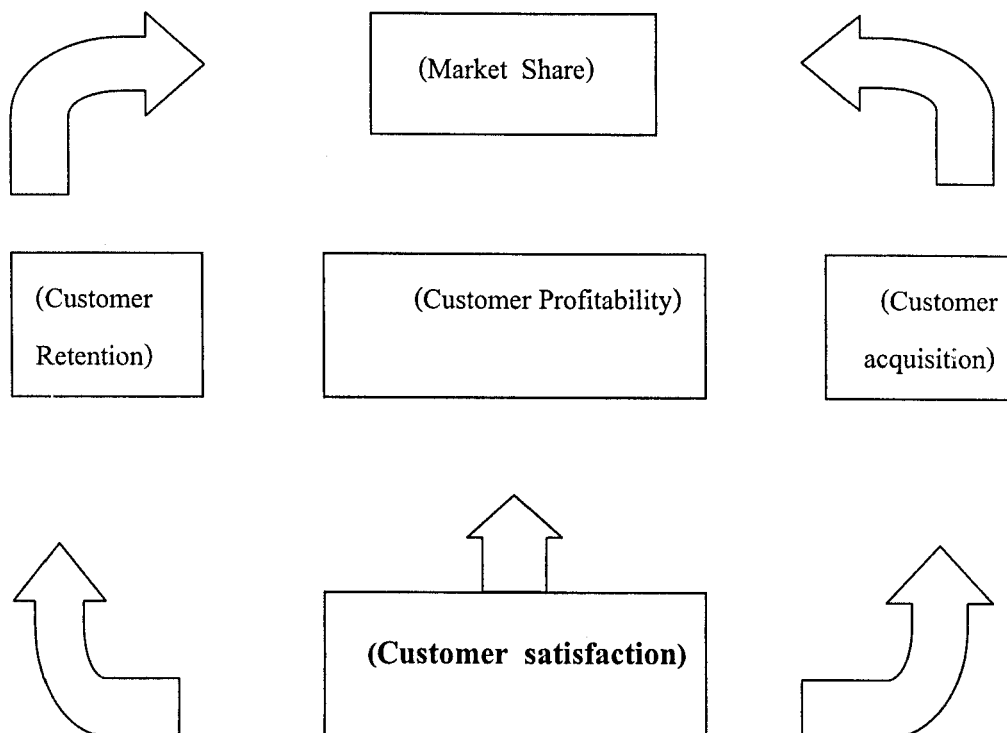 (Market Share)
(Customer
Retention)
(Customer Profitability)
(Customer
acquisition)
(Customer satisfaction)